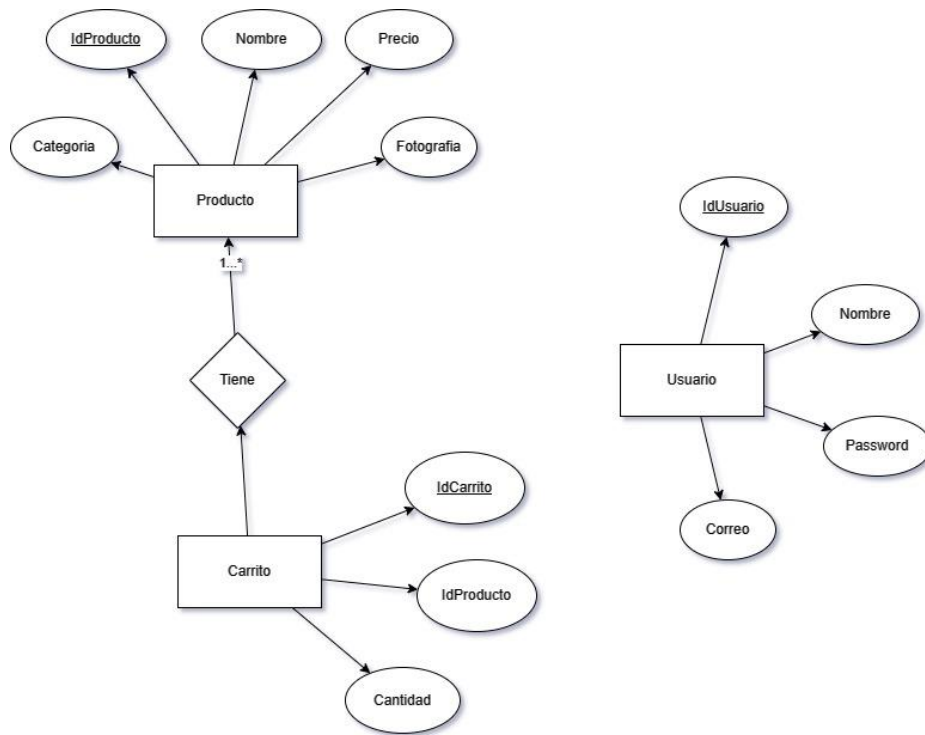 IdProducto
Nombre
Precio
Categoria
Fotografia
Producto
1...*
Tiene
IdCarrito
Carrito
IdProducto
Cantidad
IdUsuario
Nombre
Usuario
Password
Correo